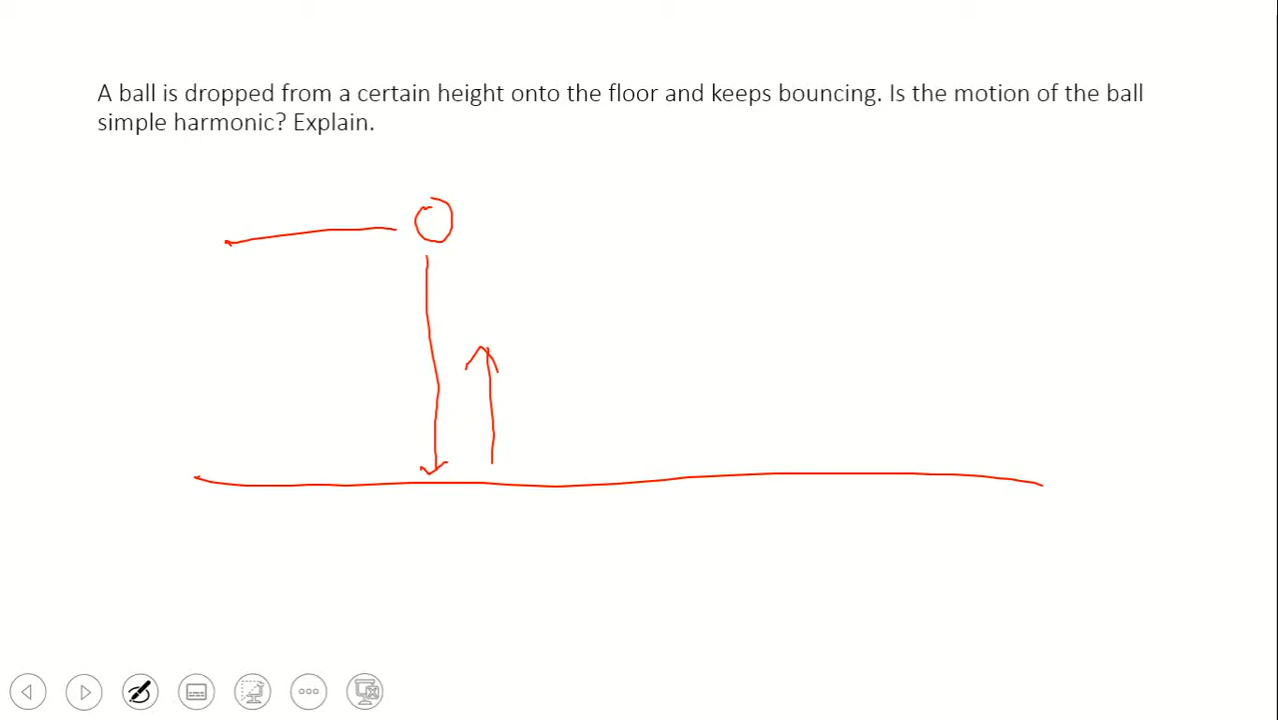 A ball is dropped from a certain height onto the floor and keeps bouncing. Is the motion of the ball
simple harmonic? Explain.